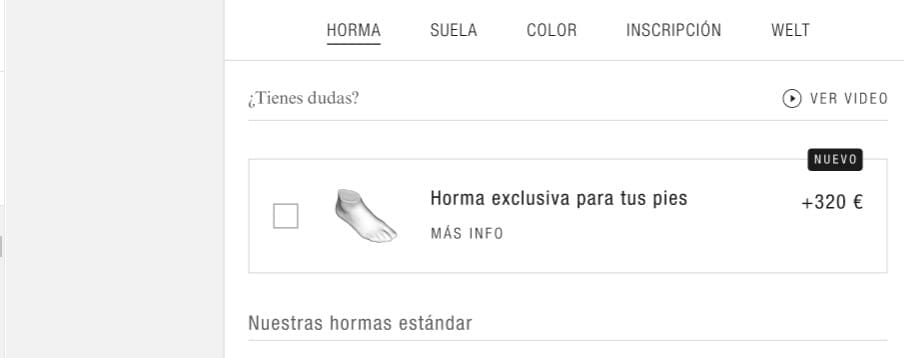 HORMA SUELA COLOR INSCRIPCIÓN WELT
¿Tienes dudas? VER VIDEO
NUEVO
Horma exclusiva para tus pies +320 €
MÁS INFO
Nuestras hormas estándar